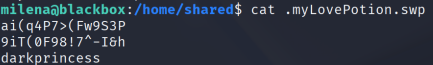 milena@blackbox:/home/shared$ cat .myLovePotion.swp
ai(q4P7>(Fw9S3P
9iT(0F98!7^-I&h
darkprincess